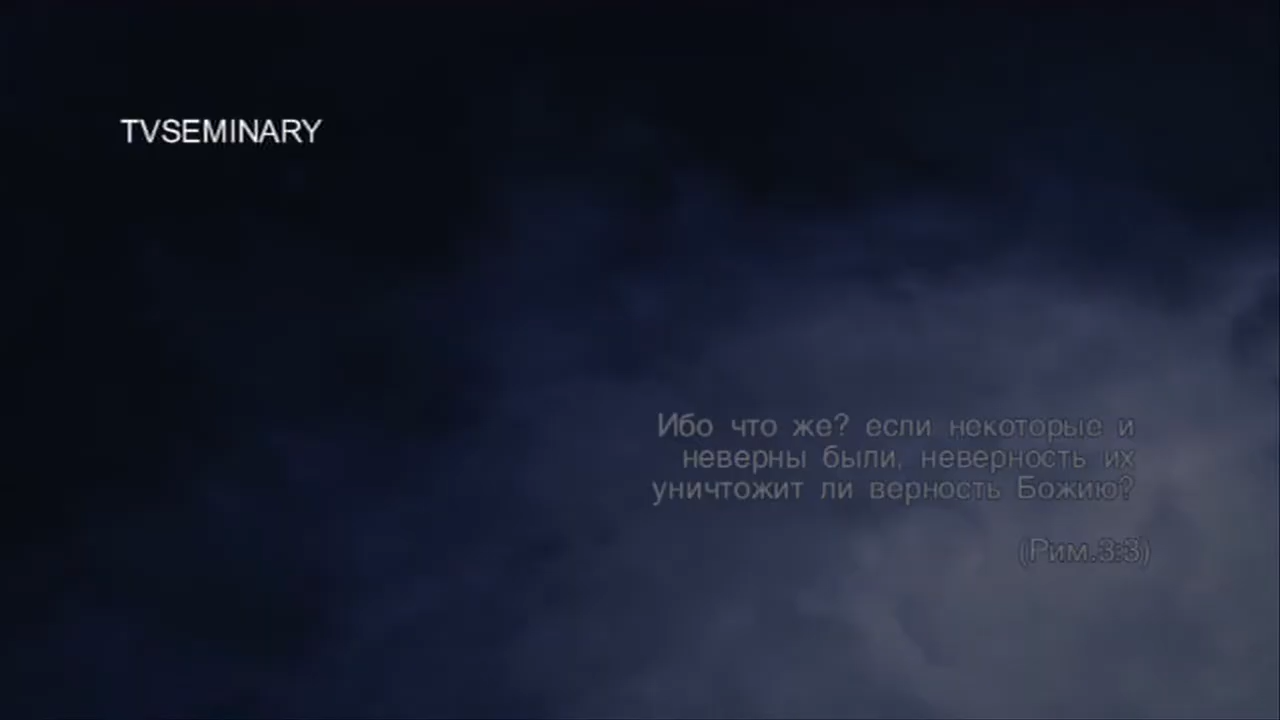 TVSEMINARY
Ибо что же? если некоторые и
неверны были, неверность их
уничтожит ли верность Божию?
(Рим.3:3)